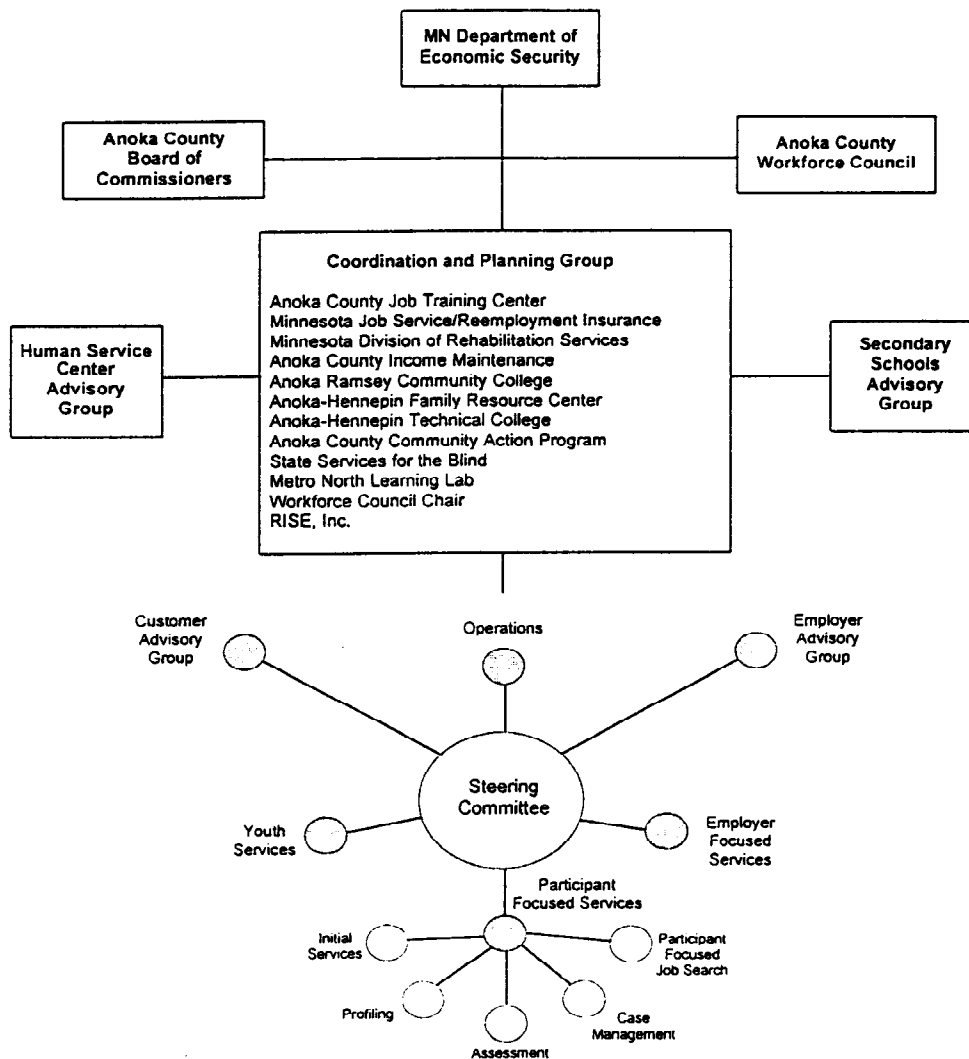 MN Department of
Economic Security
Anoka County
Board of
Commissioners
Anoka County
Workforce Council
Coordination and Planning Group
Anoka County Job Training Center
Minnesota Job Service/Reemployment Insurance
Minnesota Division of Rehabilitation Services
Anoka County Income Maintenance
Anoka Ramsey Community College
Anoka-Hennepin Family Resource Center
Anoka-Hennepin Technical College
Anoka County Community Action Program
State Services for the Blind
Metro North Learning Lab
Workforce Council Chair
RISE, Inc.
Human Service
Center
Advisory
Group
Secondary
Schools
Advisory
Group
Customer
Advisory
Group
Operations
Employer
Advisory
Group
Steering
Committee
Youth
Services
Employer
Focused
Services
Participant
Focused Services
Initial
Services
Participant
Focused
Job Search
Profiling
Case
Management
Assessment